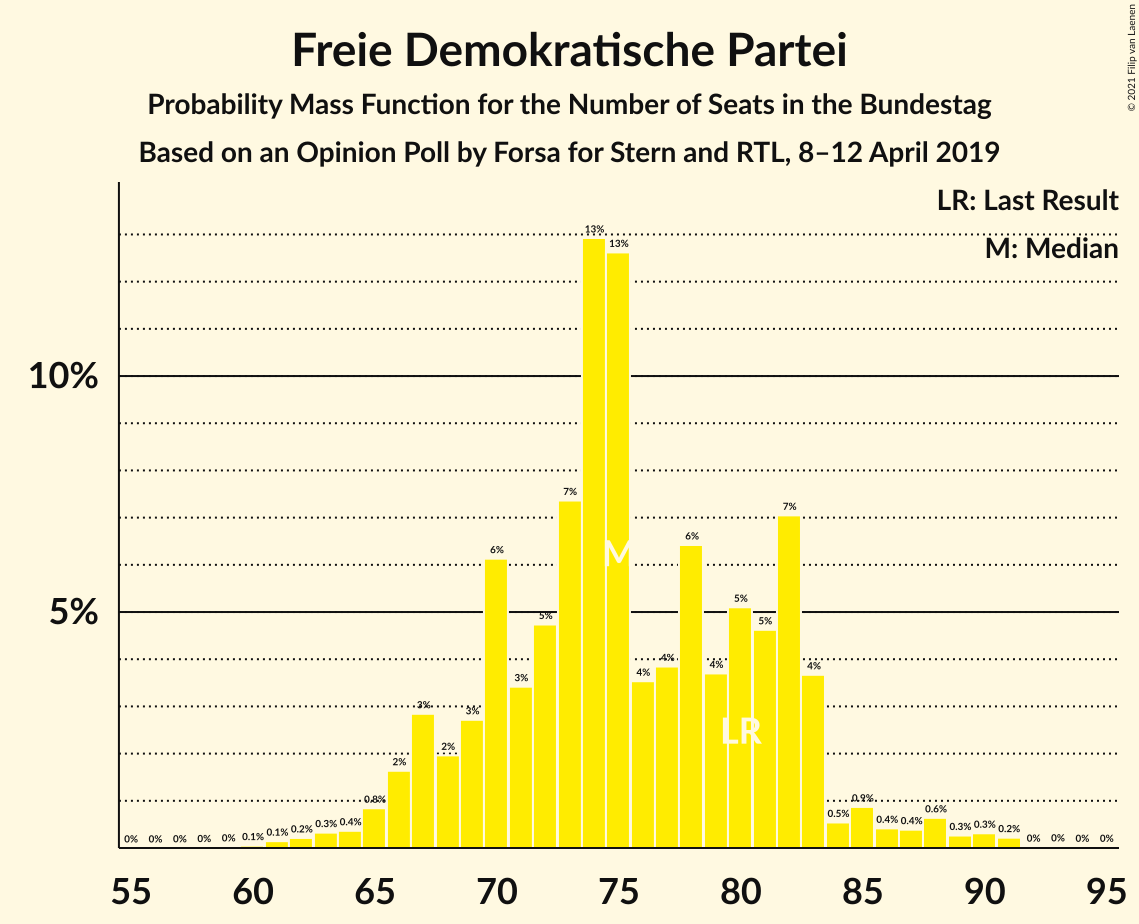 Freie Demokratische Partei
Probability Mass Function for the Number of Seats in the Bundestag
Based on an Opinion Poll by Forsa for Stern and RTL, 8–12 April 2019
© 2021 Filip van Laenen
LR: Last Result
M: Median
10%
5%
0% 0% 0% 0% 0% 0.1% 0.1% 0.2% 0.3% 0.4% 0.8% 2% 3% 2% 3% 6% 3% 5% 7% 13% 13% 4% 4% 6% 4% 5% 5% 7% 4% 0.5% 0.9% 0.4% 0.4% 0.6% 0.3% 0.3% 0.2% 0% 0% 0% 0%
M
LR
55 60 65 70 75 80 85 90 95